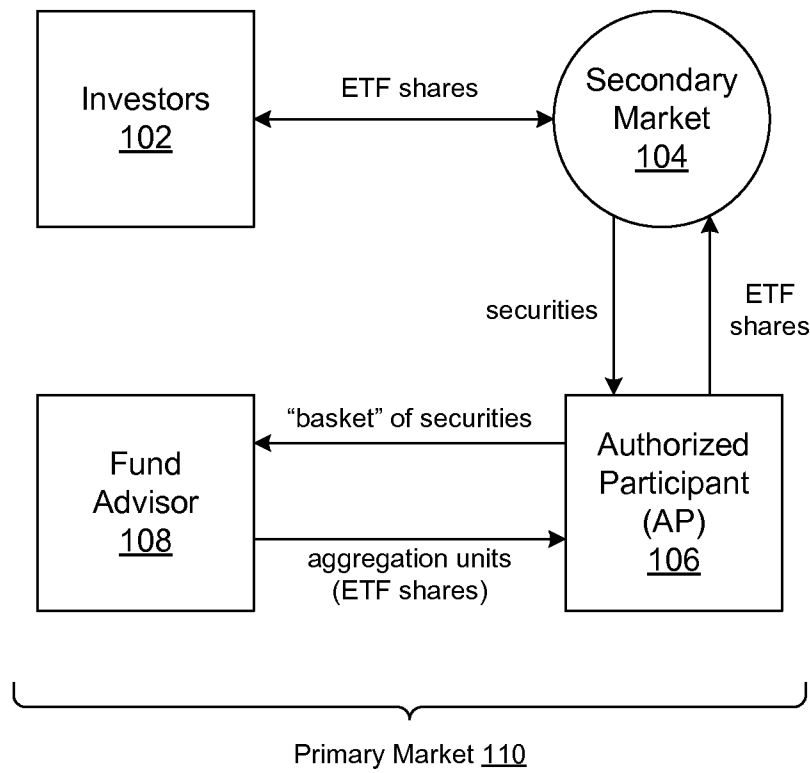 Investors
102
ETF shares
Secondary
Market
104
securities
ETF
shares
Fund
Advisor
108
“basket” of securities
aggregation units
(ETF shares)
Authorized
Participant
(AP)
106
Primary Market 110